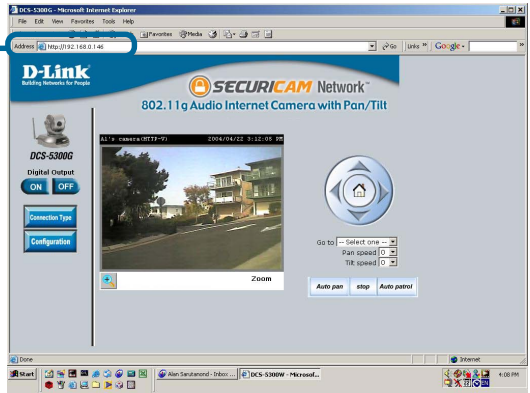 DCS-5300G - Microsoft Internet Explorer
File Edit View Favorites Tools Help
Favorites Media
Address http://192.168.0.146 Go Links » Google
D-Link
Building Networks for People
SECURICAM Network™
802.11g Audio Internet Camera with Pan/Tilt
DCS-5300G
Digital Output
ON OFF
Connection Type
Configuration
Al's camera(HTTP-V) 2004/04/22 3:12:08 PM
Zoom
Go to -- Select one --
Pan speed 0
Tilt speed 0
Auto pan stop Auto patrol
Done Internet
Start Alan Sarutanond - Inbox ... DCS-5300W - Microsof... EN 4:08 PM